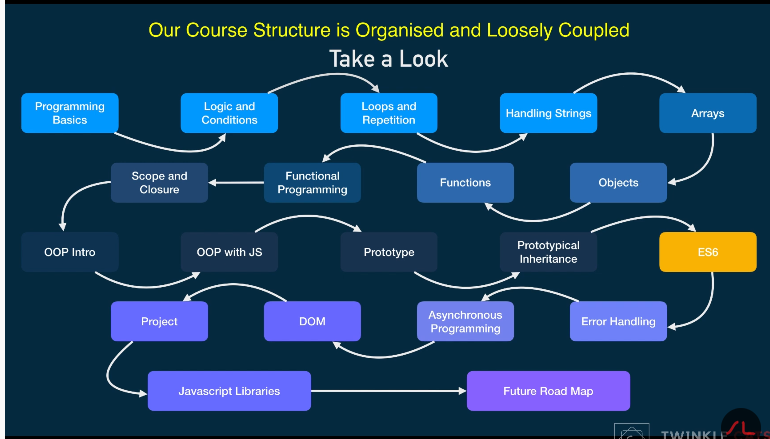 Our Course Structure is Organised and Loosely Coupled
Take a Look
Programming
Basics
Logic and
Conditions
Loops and
Repetition
Handling Strings
Arrays
Scope and
Closure
Functional
Programming
Functions
Objects
OOP Intro
OOP with JS
Prototype
Prototypical
Inheritance
ES6
Project
DOM
Asynchronous
Programming
Error Handling
Javascript Libraries
Future Road Map